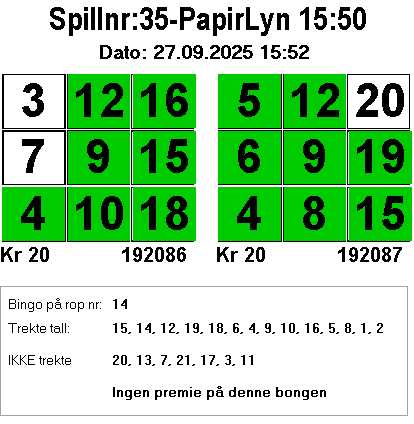 Spillnr:35-PapirLyn 15:50
Dato: 27.09.2025 15:52
3 12 16 5 12 20
7 9 15 6 9 19
4 10 18 4 8 15
Kr 20 192086 Kr 20 192087
Bingo på rop nr: 14
Trekte tall: 15, 14, 12, 19, 18, 6, 4, 9, 10, 16, 5, 8, 1, 2
IKKE trekte 20, 13, 7, 21, 17, 3, 11
Ingen premie på denne bongen